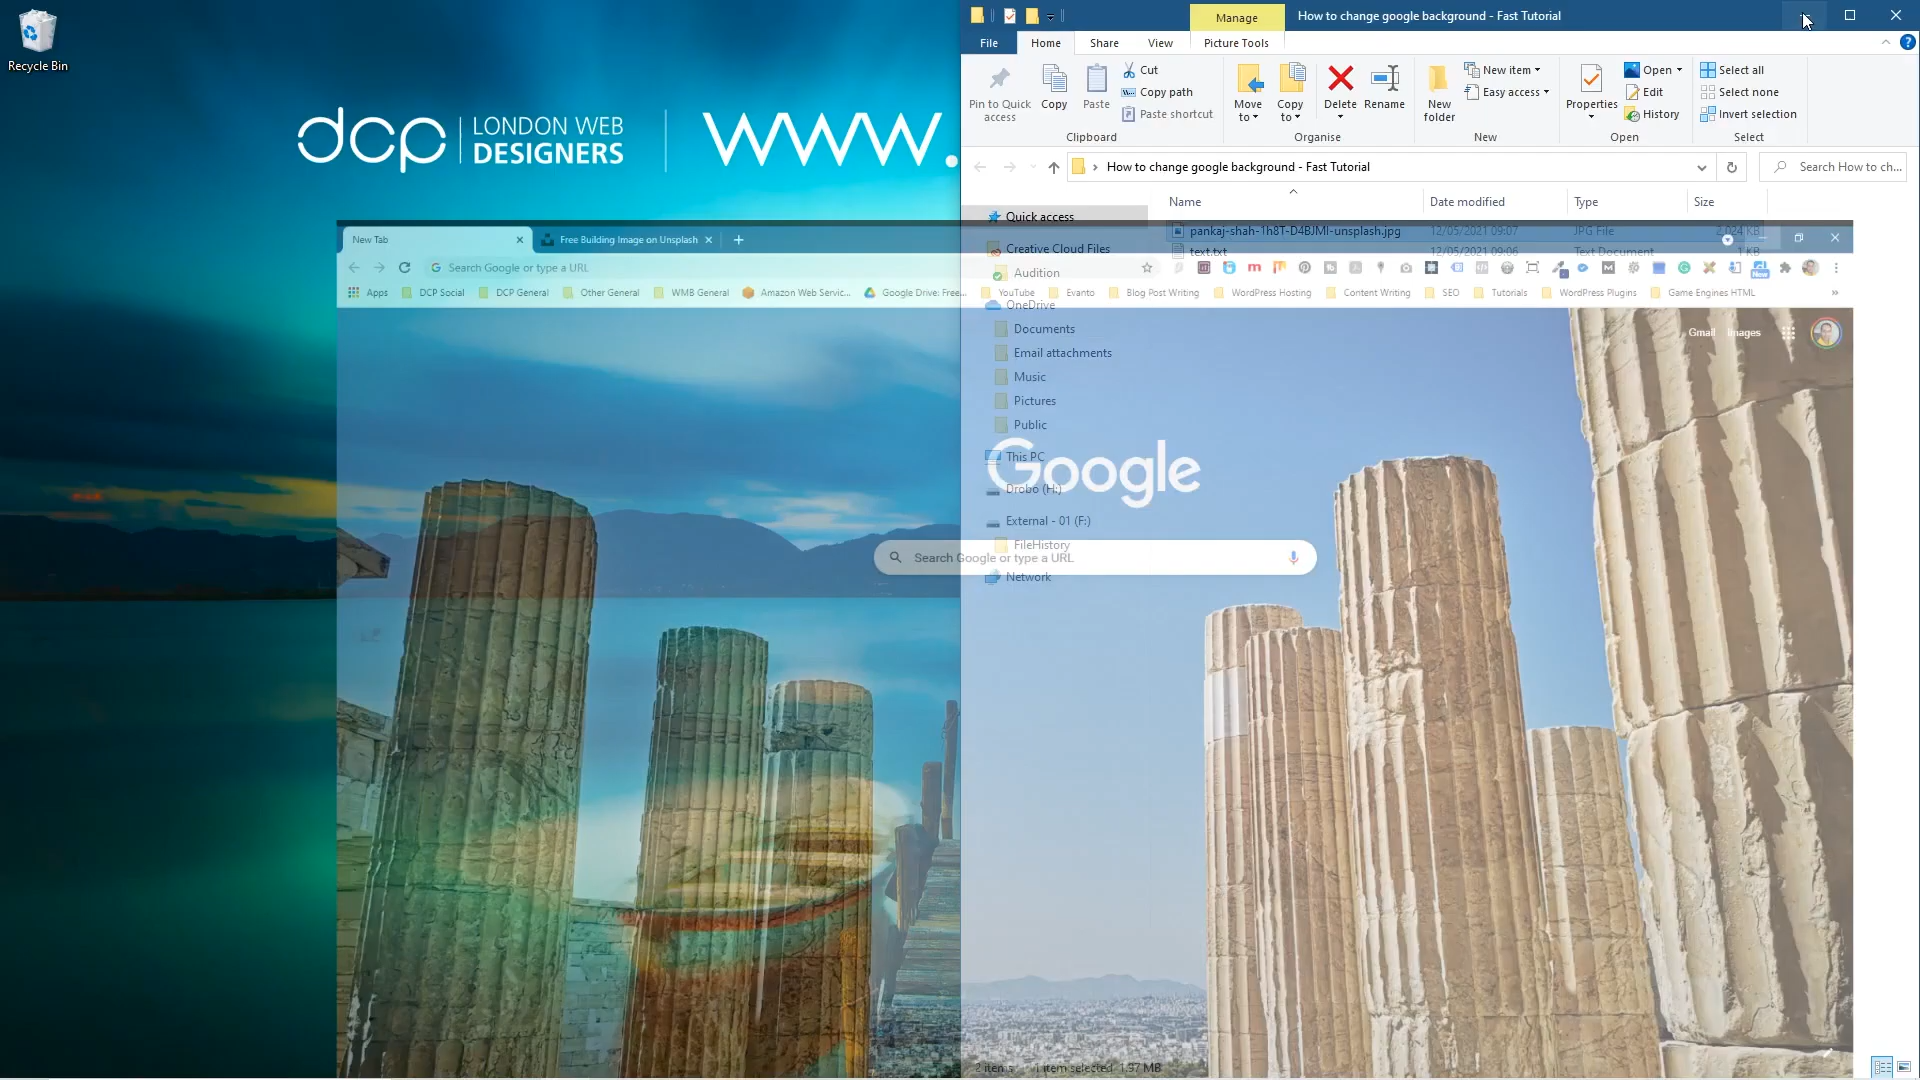 Recycle Bin
dcp LONDON WEB DESIGNERS WWW.
Manage How to change google background - Fast Tutorial
File Home Share View Picture Tools
Pin to Quick access
Copy
Paste
Cut
Copy path
Paste shortcut
Clipboard
Move to
Copy to
Delete
Rename
Organise
New folder
New item
Easy access
New
Properties
Open
Edit
History
Open
Select all
Select none
Invert selection
Select
How to change google background - Fast Tutorial
Search How to ch...
Name Date modified Type Size
Quick access
pankaj-shah-1h8T-D4BJMI-unsplash.jpg 12/05/2021 09:07 JPG File 2,024 KB
text.txt 12/05/2021 09:06 Text Document 1 KB
New Tab
Free Building Image on Unsplash
Search Google or type a URL
New
Apps DCP Social DCP General Other General WMB General Amazon Web Servic... Google Drive: Free... YouTube Evanto Blog Post Writing WordPress Hosting Content Writing SEO Tutorials WordPress Plugins Game Engines HTML »
Creative Cloud Files
Audition
OneDrive
Documents
Email attachments
Music
Pictures
Public
This PC
Drobo (H:)
External - 01 (F:)
FileHistory
Network
Gmail Images
Google
Search Google or type a URL
2 items 1 item selected 1.97 MB